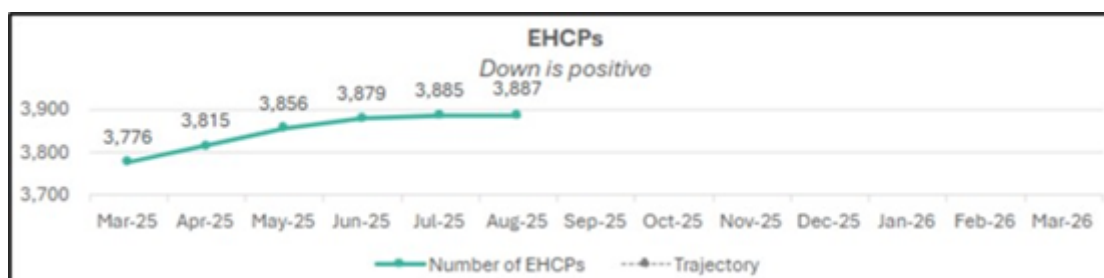 EHCPs
Down is positive
3,776 3,815 3,856 3,879 3,885 3,887
3,900
3,800
3,700
Mar-25 Apr-25 May-25 Jun-25 Jul-25 Aug-25 Sep-25 Oct-25 Nov-25 Dec-25 Jan-26 Feb-26 Mar-26
Number of EHCPs Trajectory